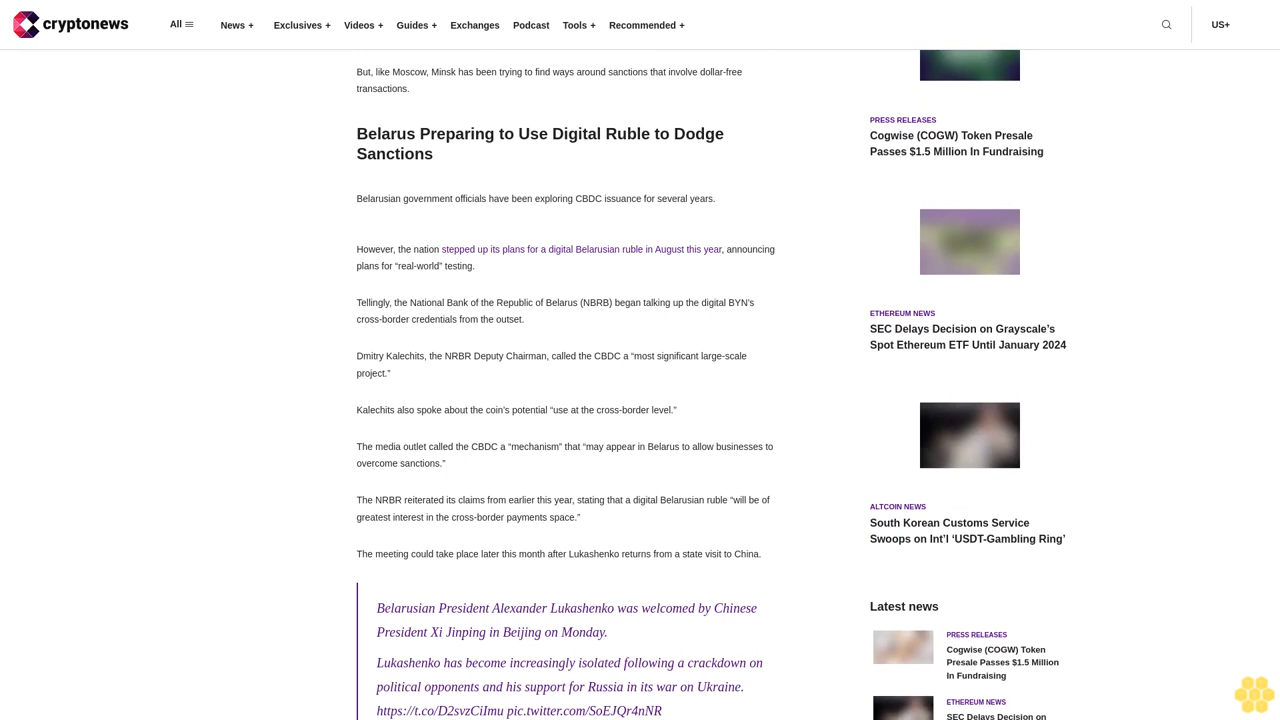 cryptonews
All
News +
Exclusives +
Videos +
Guides +
Exchanges
Podcast
Tools +
Recommended +
US+
But, like Moscow, Minsk has been trying to find ways around sanctions that involve dollar-free
transactions.
Belarus Preparing to Use Digital Ruble to Dodge
Sanctions
Belarusian government officials have been exploring CBDC issuance for several years.
However, the nation stepped up its plans for a digital Belarusian ruble in August this year, announcing
plans for “real-world” testing.
Tellingly, the National Bank of the Republic of Belarus (NBRB) began talking up the digital BYN’s
cross-border credentials from the outset.
Dmitry Kalechits, the NRBR Deputy Chairman, called the CBDC a “most significant large-scale
project.”
Kalechits also spoke about the coin’s potential “use at the cross-border level.”
The media outlet called the CBDC a “mechanism” that “may appear in Belarus to allow businesses to
overcome sanctions.”
The NRBR reiterated its claims from earlier this year, stating that a digital Belarusian ruble “will be of
greatest interest in the cross-border payments space.”
The meeting could take place later this month after Lukashenko returns from a state visit to China.
Belarusian President Alexander Lukashenko was welcomed by Chinese
President Xi Jinping in Beijing on Monday.
Lukashenko has become increasingly isolated following a crackdown on
political opponents and his support for Russia in its war on Ukraine.
https://t.co/D2svzCiImu pic.twitter.com/SoEJQr4nNR
PRESS RELEASES
Cogwise (COGW) Token Presale
Passes $1.5 Million In Fundraising
ETHEREUM NEWS
SEC Delays Decision on Grayscale’s
Spot Ethereum ETF Until January 2024
ALTCOIN NEWS
South Korean Customs Service
Swoops on Int’l ‘USDT-Gambling Ring’
Latest news
PRESS RELEASES
Cogwise (COGW) Token
Presale Passes $1.5 Million
In Fundraising
ETHEREUM NEWS
SEC Delays Decision on